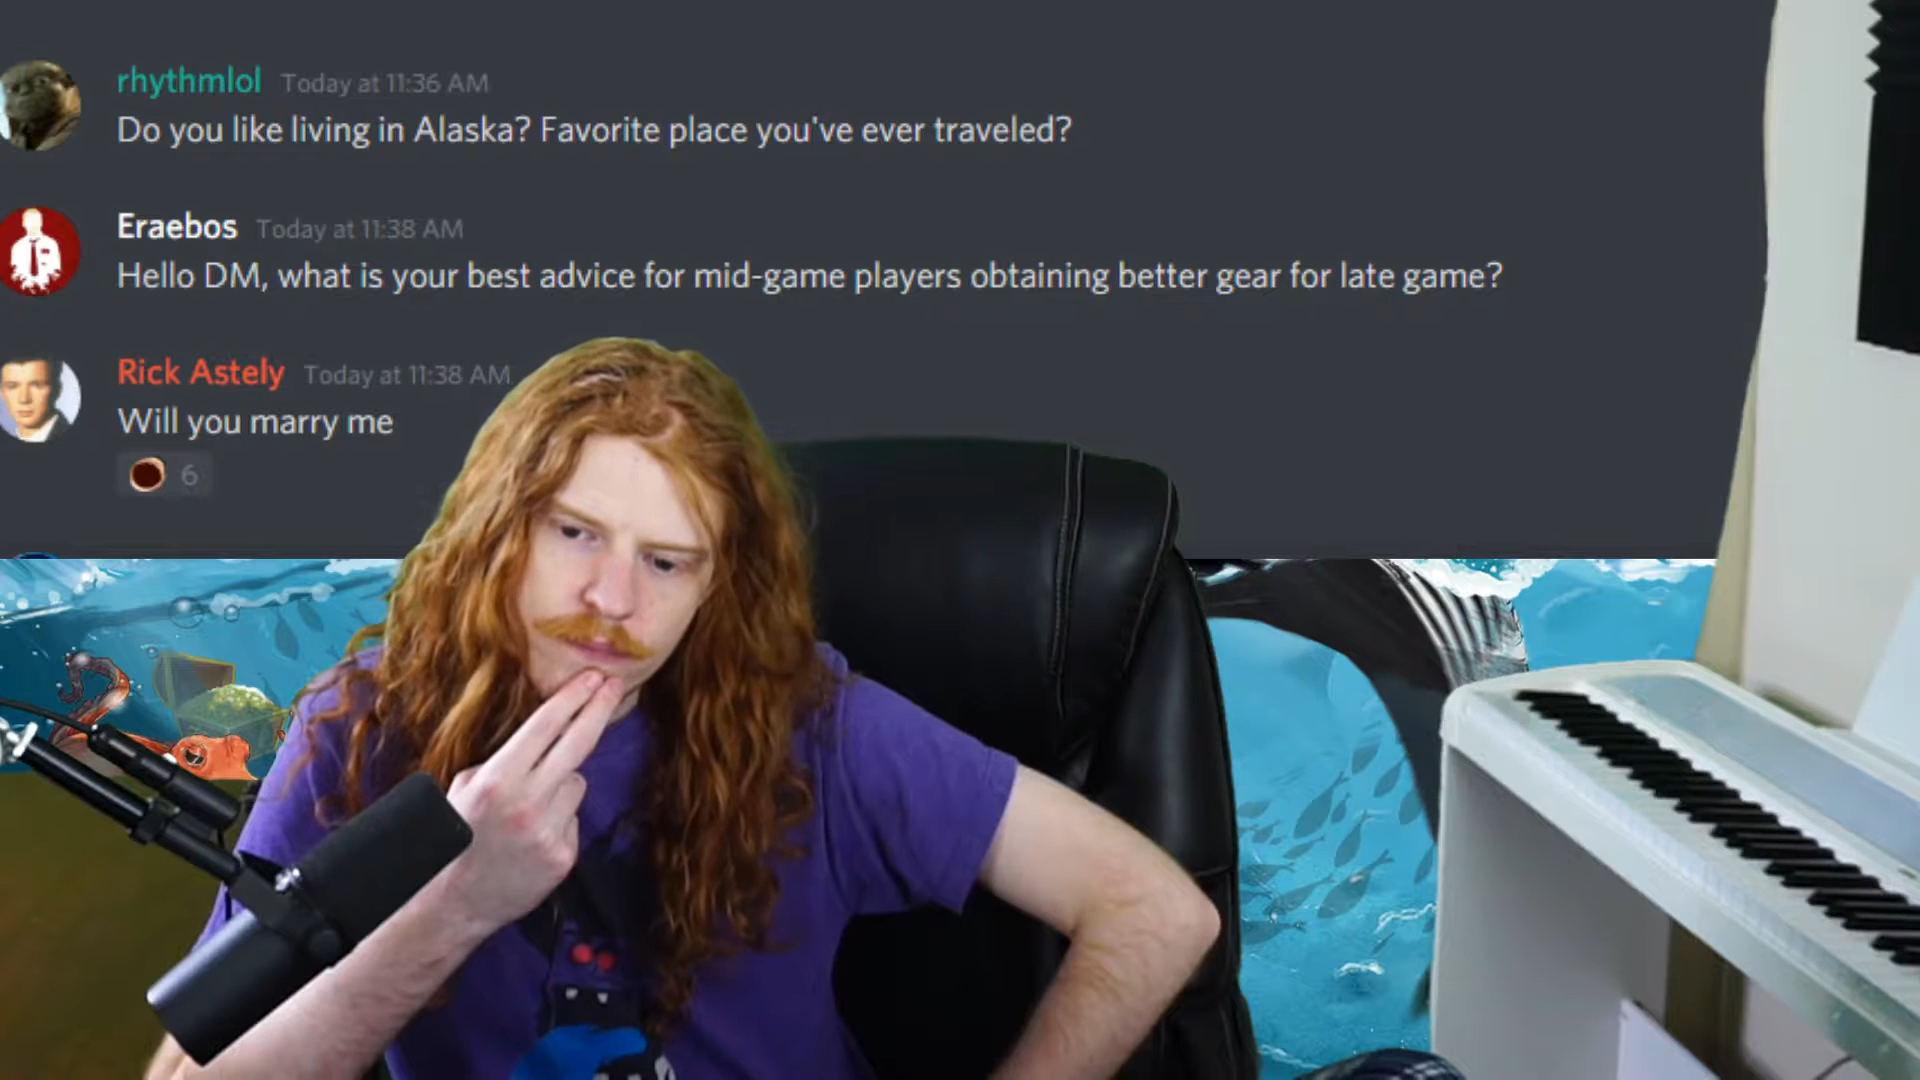 rhythmlol Today at 11:36 AM
Do you like living in Alaska? Favorite place you've ever traveled?
Eraebos Today at 11:38 AM
Hello DM, what is your best advice for mid-game players obtaining better gear for late game?
Rick Astely Today at 11:38 AM
Will you marry me
6